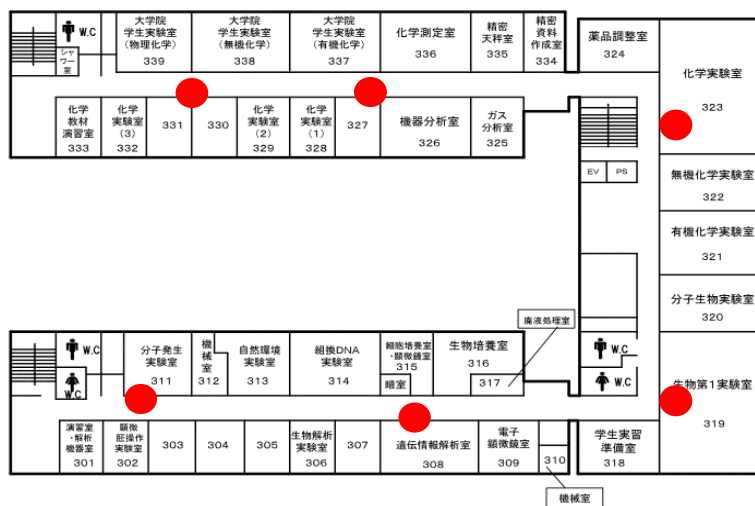 W.C
シャ
ワー
室
大学院
学生実験室
(物理化学)
339
大学院
学生実験室
(無機化学)
338
大学院
学生実験室
(有機化学)
337
化学測定室
336
精密
天秤室
335
精密
資料
作成室
334
薬品調整室
324
化学実験室
323
化学
教材
演習室
333
化学
実験室
(3)
332
331
330
化学
実験室
(2)
329
化学
実験室
(1)
328
327
機器分析室
326
ガス
分析室
325
EV
PS
無機化学実験室
322
有機化学実験室
321
分子生物実験室
320
廃液処理室
W.C
W.C
分子発生
実験室
311
機
械
室
312
自然環境
実験室
313
組換DNA
実験室
314
細胞培養室
・顕微鏡室
315
暗室
生物培養室
316
317
W.C
生物第1実験室
319
演習室
・解析
機器室
301
顕微
胚操作
実験室
302
303
304
305
生物解析
実験室
306
307
遺伝情報解析室
308
電子
顕微鏡室
309
310
機械室
学生実習
準備室
318